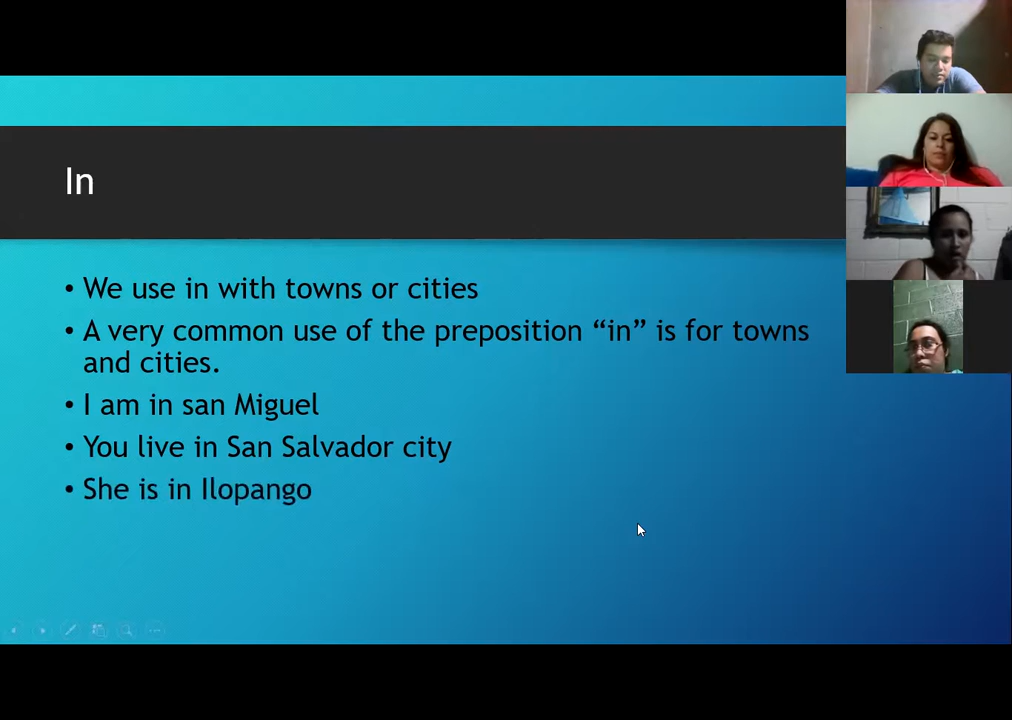 In
• We use in with towns or cities
• A very common use of the preposition “in” is for towns
and cities.
• I am in san Miguel
• You live in San Salvador city
• She is in Ilopango